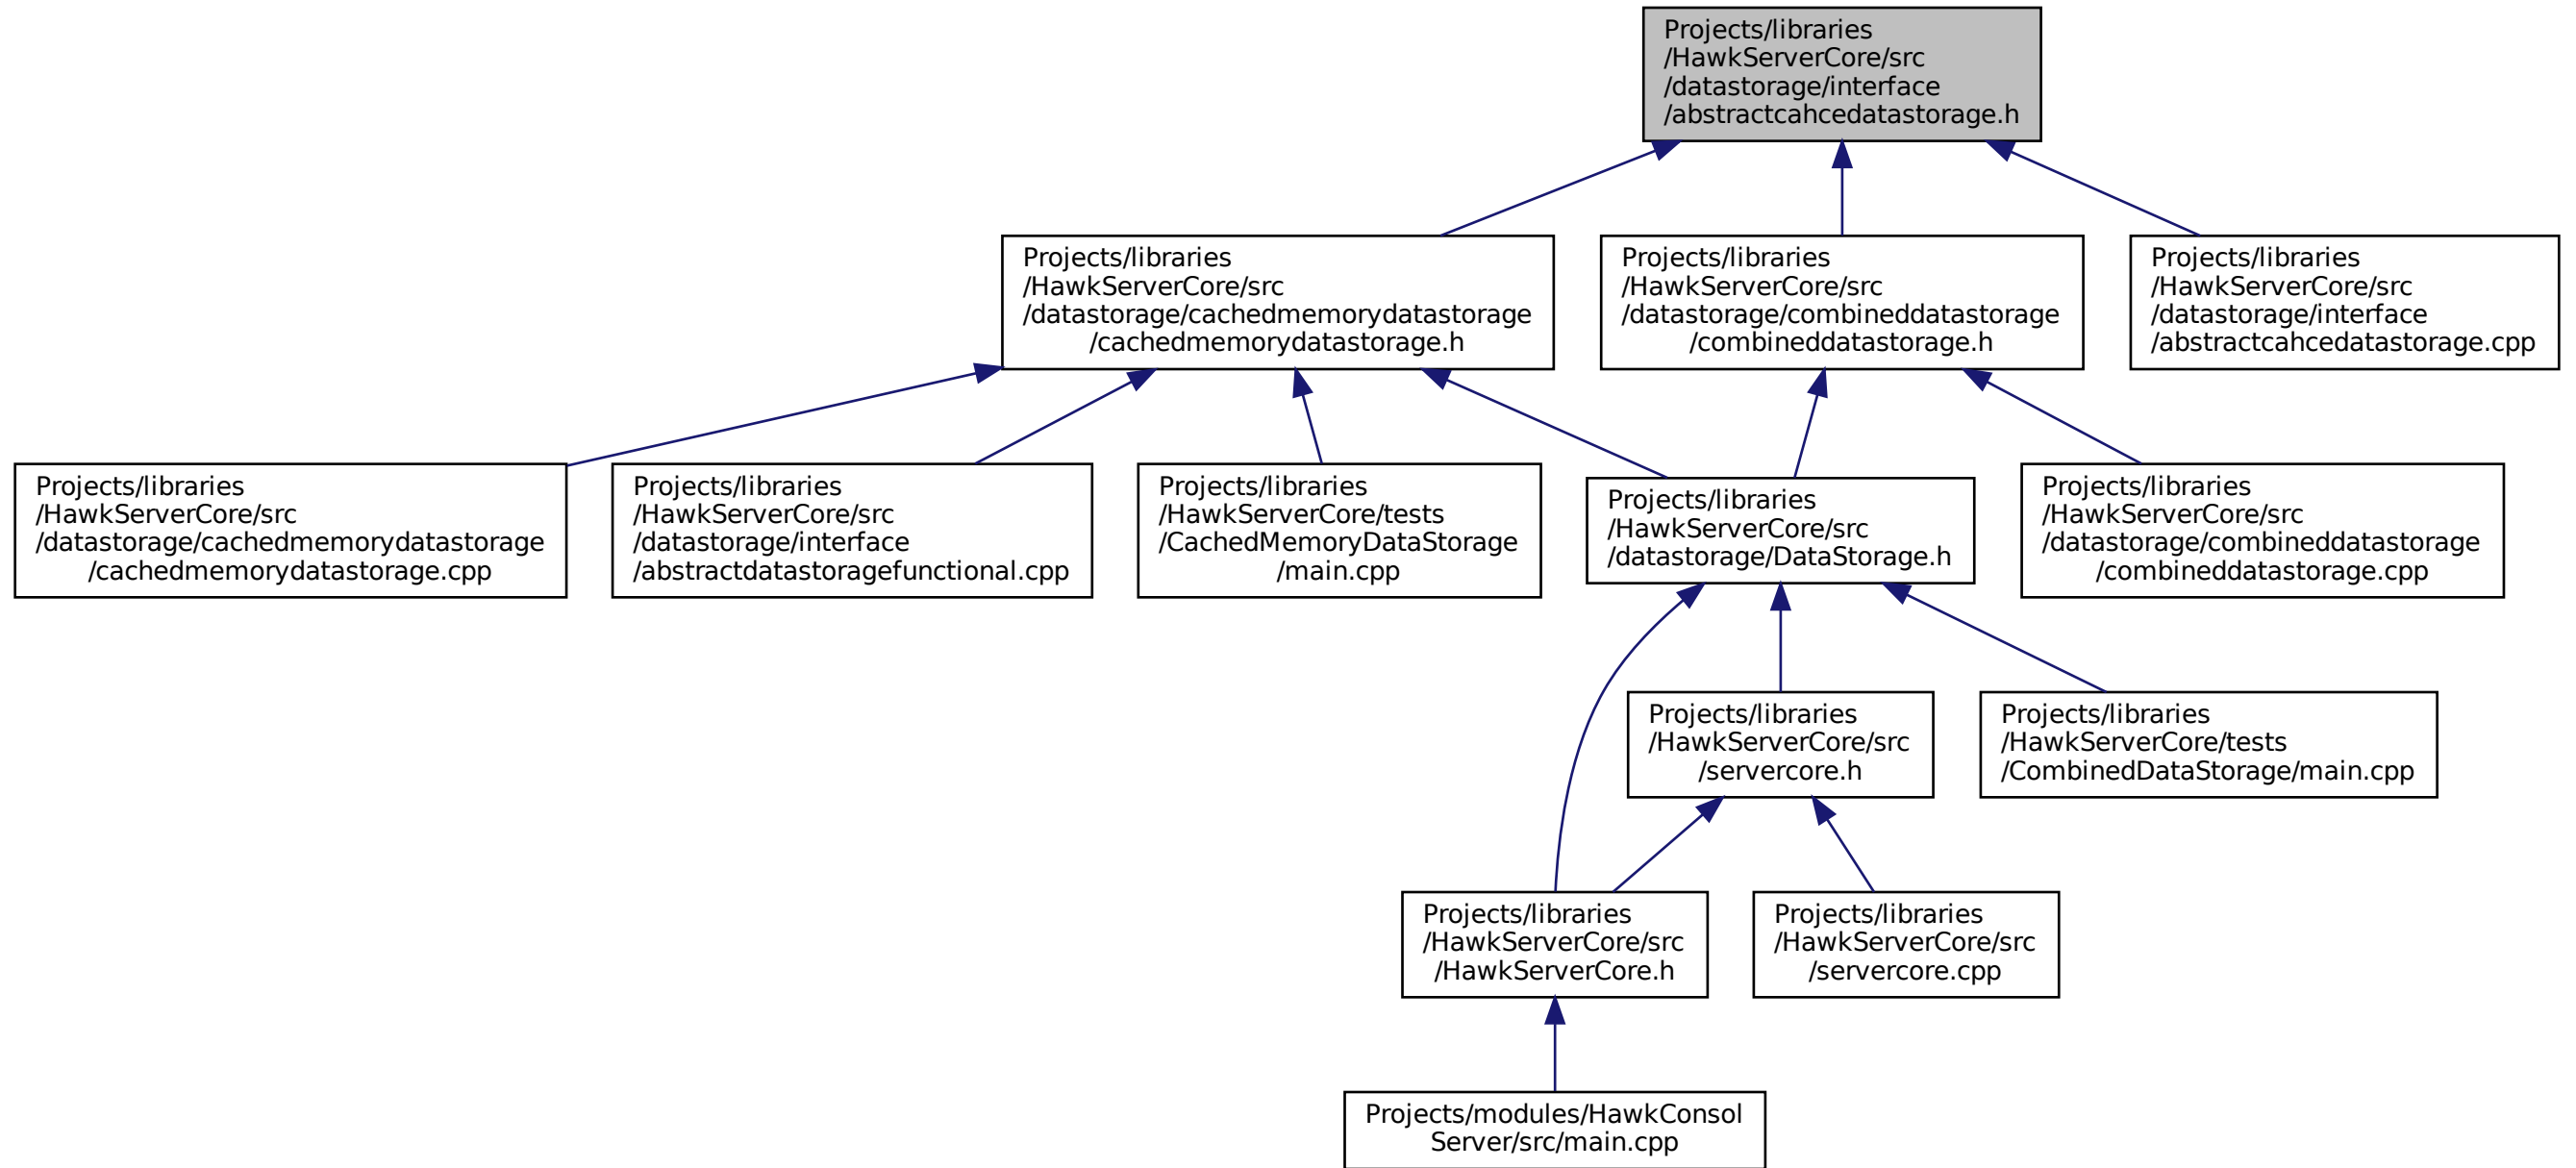 Projects/libraries
/HawkServerCore/src
/datastorage/interface
/abstractcahcedatastorage.h
Projects/libraries
/HawkServerCore/src
/datastorage/cachedmemorydatastorage
/cachedmemorydatastorage.h
Projects/libraries
/HawkServerCore/src
/datastorage/combineddatastorage
/combineddatastorage.h
Projects/libraries
/HawkServerCore/src
/datastorage/interface
/abstractcahcedatastorage.cpp
Projects/libraries
/HawkServerCore/src
/datastorage/cachedmemorydatastorage
/cachedmemorydatastorage.cpp
Projects/libraries
/HawkServerCore/src
/datastorage/interface
/abstractdatastoragefunctional.cpp
Projects/libraries
/HawkServerCore/tests
/CachedMemoryDataStorage
/main.cpp
Projects/libraries
/HawkServerCore/src
/datastorage/DataStorage.h
Projects/libraries
/HawkServerCore/src
/datastorage/combineddatastorage
/combineddatastorage.cpp
Projects/libraries
/HawkServerCore/src
/servercore.h
Projects/libraries
/HawkServerCore/tests
/CombinedDataStorage/main.cpp
Projects/libraries
/HawkServerCore/src
/HawkServerCore.h
Projects/libraries
/HawkServerCore/src
/servercore.cpp
Projects/modules/HawkConsol
Server/src/main.cpp